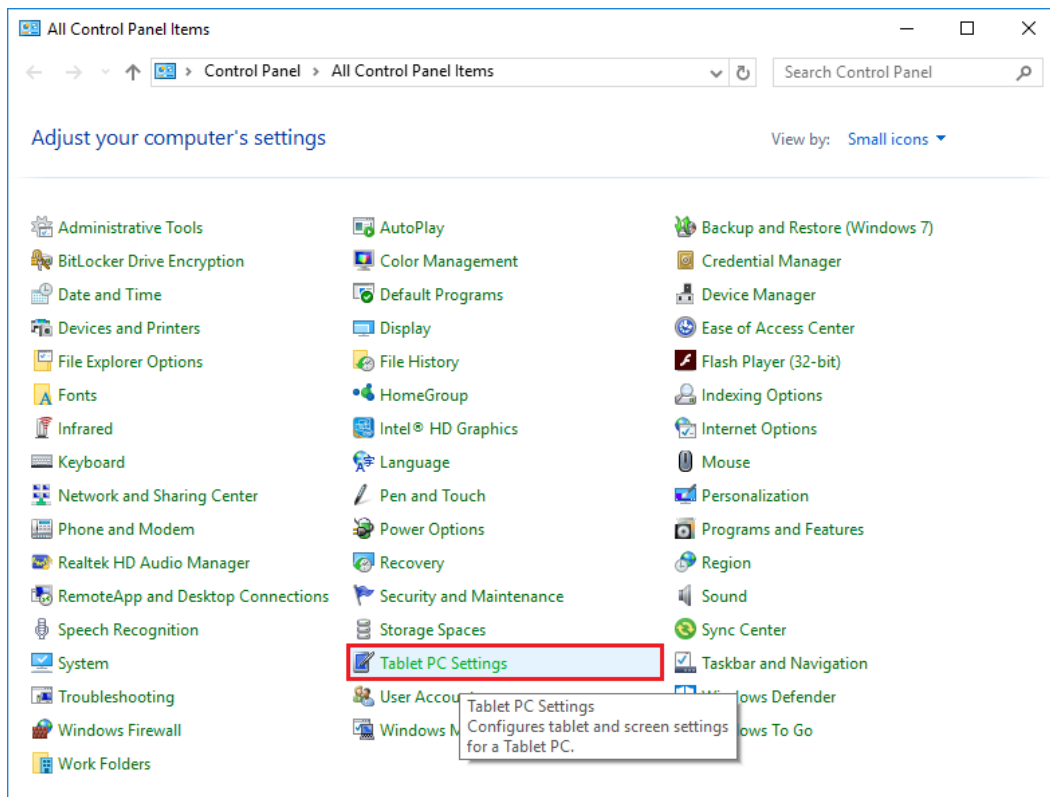 All Control Panel Items
Control Panel > All Control Panel Items
Search Control Panel
Adjust your computer's settings
View by: Small icons
Administrative Tools
AutoPlay
Backup and Restore (Windows 7)
BitLocker Drive Encryption
Color Management
Credential Manager
Date and Time
Default Programs
Device Manager
Devices and Printers
Display
Ease of Access Center
File Explorer Options
File History
Flash Player (32-bit)
Fonts
HomeGroup
Indexing Options
Infrared
Intel® HD Graphics
Internet Options
Keyboard
Language
Mouse
Network and Sharing Center
Pen and Touch
Personalization
Phone and Modem
Power Options
Programs and Features
Realtek HD Audio Manager
Recovery
Region
RemoteApp and Desktop Connections
Security and Maintenance
Sound
Speech Recognition
Storage Spaces
Sync Center
System
Tablet PC Settings
Taskbar and Navigation
Troubleshooting
User
Defender
Tablet PC Settings
Configures tablet and screen settings
for a Tablet PC.
Windows Firewall
Windows
To Go
Work Folders